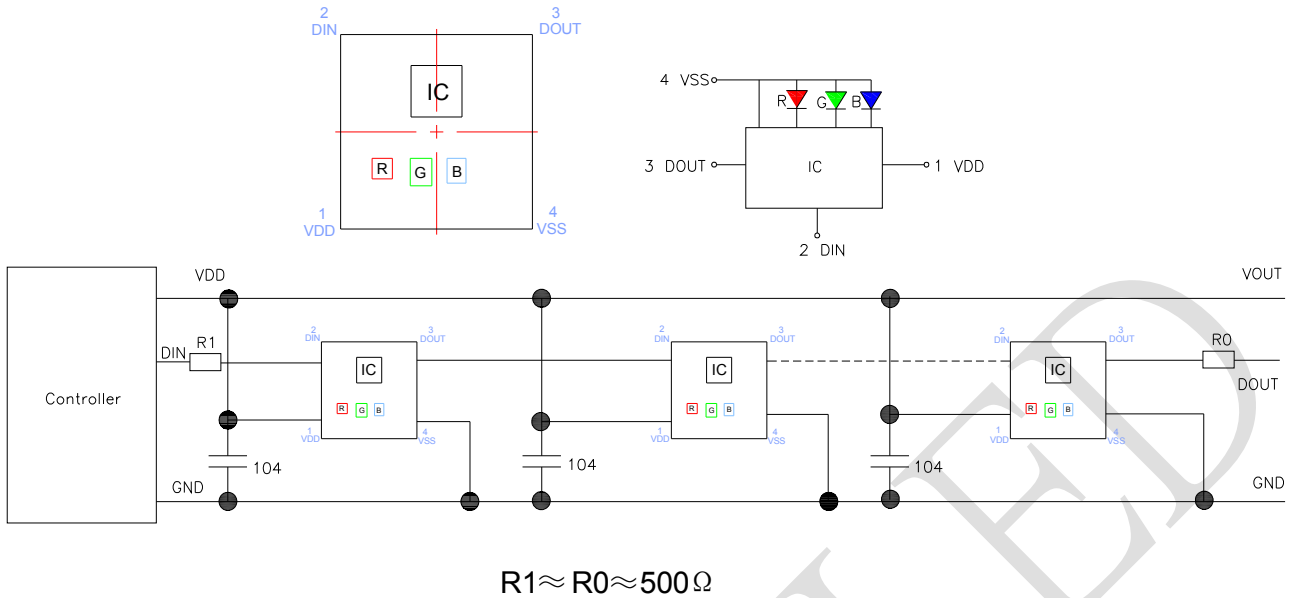 2
DIN
3
DOUT
IC
R
G
B
1
VDD
4
VSS
4 VSS
R
G
B
3 DOUT
IC
1 VDD
2 DIN
Controller
VDD
VOUT
DIN
R1
2
DIN
3
DOUT
IC
R G B
1
VDD
4
VSS
2
DIN
3
DOUT
IC
R G B
1
VDD
4
VSS
2
DIN
3
DOUT
IC
R G B
1
VDD
4
VSS
R0
DOUT
104
104
104
GND
GND
R1≈R0≈500Ω
ED